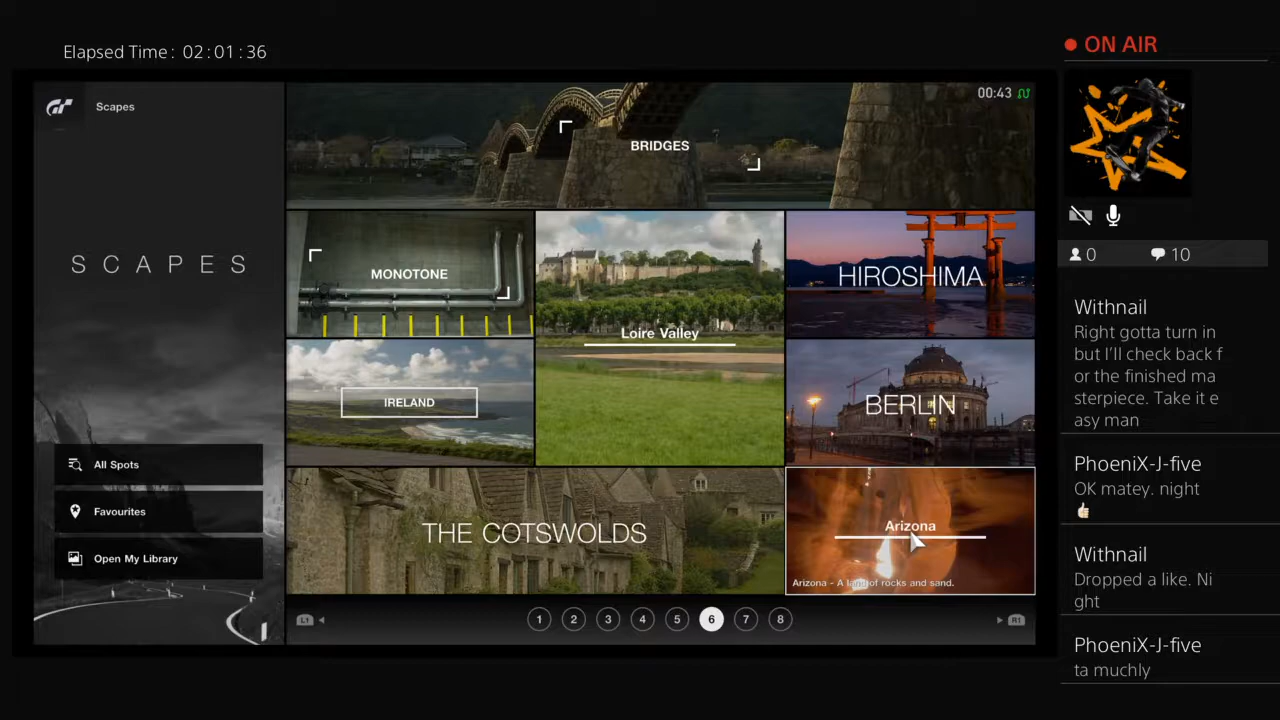 Elapsed Time: 02:01:36
ON AIR
Scapes
00:43
BRIDGES
SCAPES
MONOTONE
Loire Valley
HIROSHIMA
IRELAND
BERLIN
THE COTSWOLDS
Arizona
Arizona - A land of rocks and sand.
All Spots
Favourites
Open My Library
L1
1
2
3
4
5
6
7
8
R1
0
10
Withnail
Right gotta turn in
but I'll check back f
or the finished ma
sterpiece. Take it e
asy man
PhoeniX-J-five
OK matey. night
👍🏻
Withnail
Dropped a like. Ni
ght
PhoeniX-J-five
ta muchly